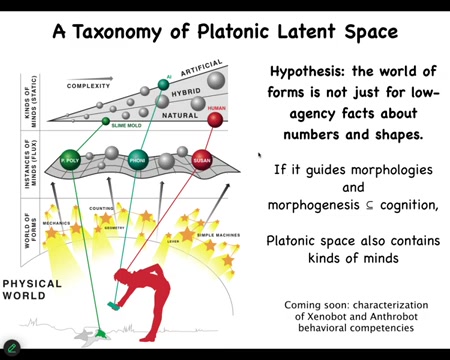 A Taxonomy of Platonic Latent Space
KINDS OF
MINDS (STATIC)
COMPLEXITY
ARTIFICIAL
AI
HYBRID
NATURAL
HUMAN
SLIME MOLD
INSTANCES OF
MINDS (FLUX)
P. POLY
PHONI
SUSAN
WORLD OF
FORMS
MECHANICS
COUNTING
GEOMETRY
LEVER
SIMPLE MACHINES
PHYSICAL
WORLD
Hypothesis: the world of
forms is not just for low-
agency facts about
numbers and shapes.
If it guides morphologies
and
morphogenesis ⊆ cognition,
Platonic space also contains
kinds of minds
Coming soon: characterization
of Xenobot and Anthrobot
behavioral competencies